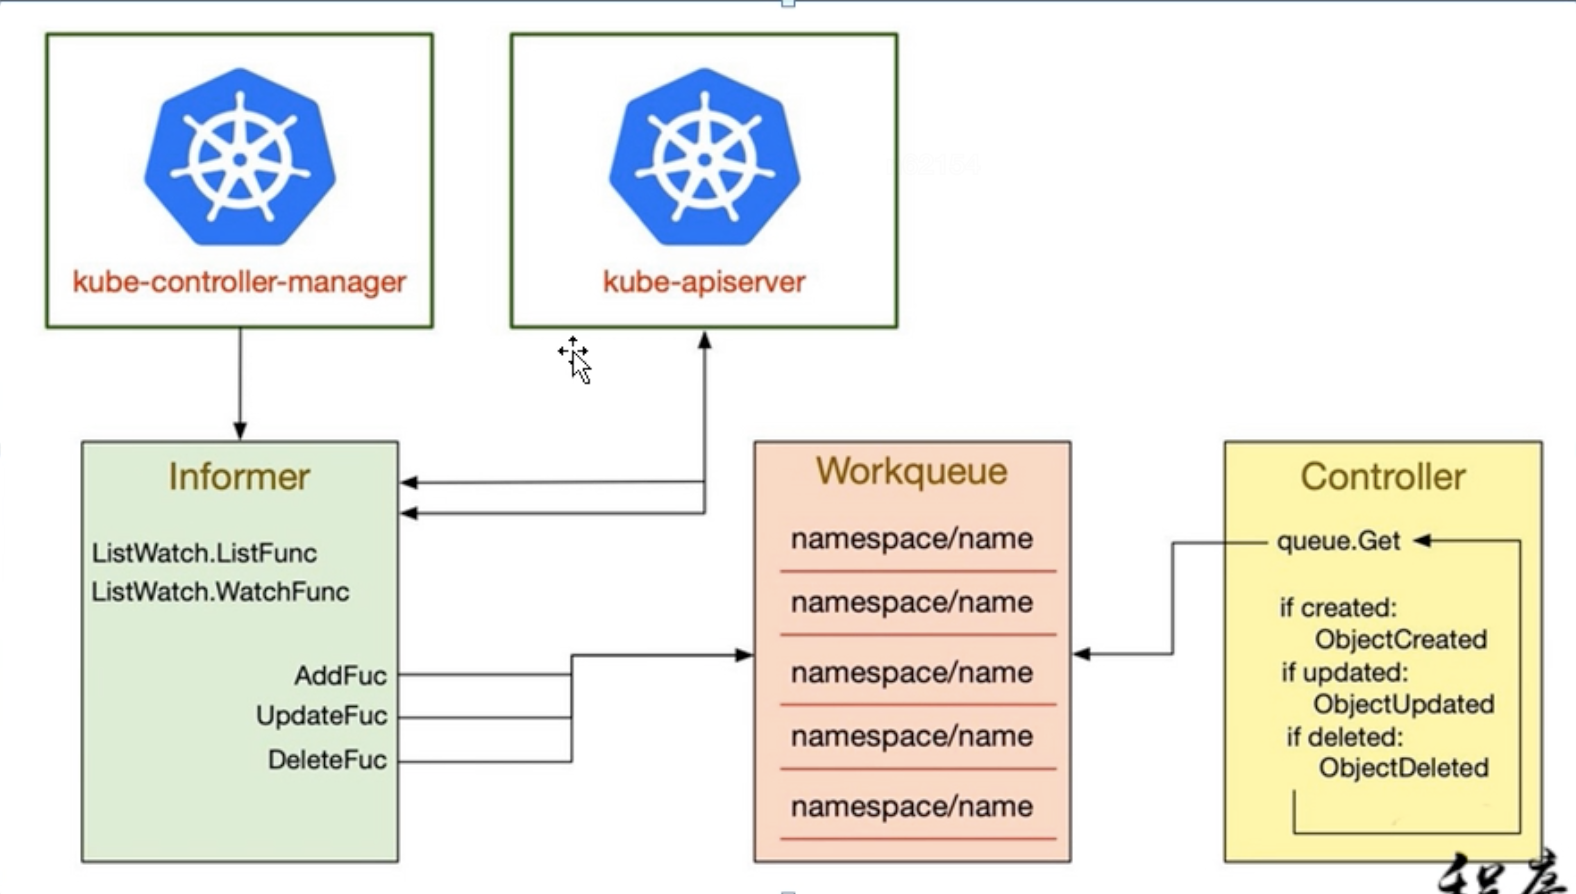 kube-controller-manager
kube-apiserver
Informer
ListWatch.ListFunc
ListWatch.WatchFunc
AddFuc
UpdateFuc
DeleteFuc
Workqueue
namespace/name
namespace/name
namespace/name
namespace/name
namespace/name
Controller
queue.Get
if created:
ObjectCreated
if updated:
ObjectUpdated
if deleted:
ObjectDeleted